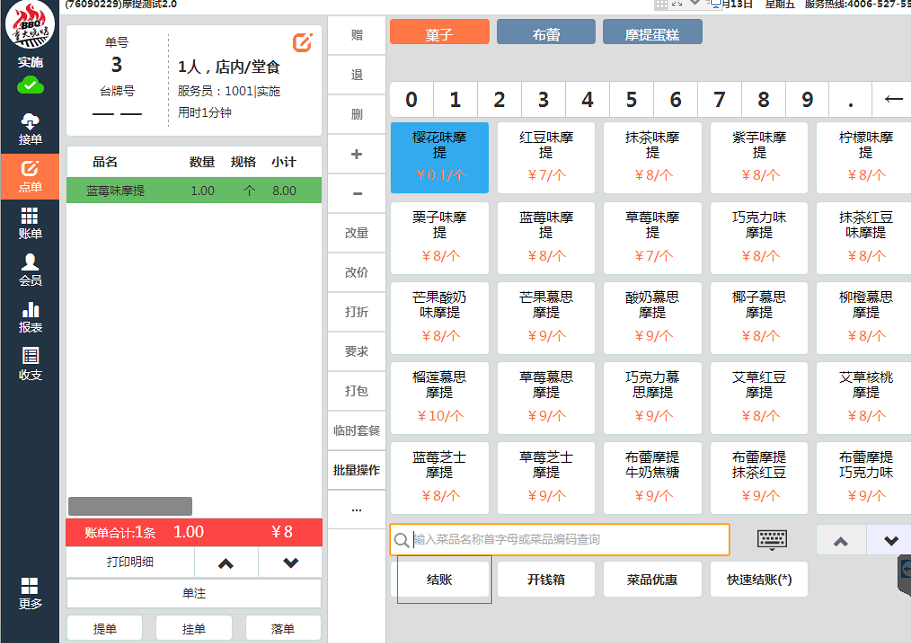 (76090229)摩提测试2.0
月13日 星期五 服务热线:4006-527-55
BBQ
实施
接单
点单
账单
会员
报表
收支
更多
单号
3
台牌号
— —
1人，店内/堂食
服务员：1001|实施
用时1分钟
品名 数量 规格 小计
蓝莓味摩提 1.00 个 8.00
账单合计:1条 1.00 ￥8
打印明细
单注
提单 挂单 落单
赠
退
删
+
−
改量
改价
打折
要求
打包
临时套餐
批量操作
...
菓子 布蕾 摩提蛋糕
0 1 2 3 4 5 6 7 8 9 . ←
樱花味摩
提
￥0.1/个
红豆味摩
提
￥7/个
抹茶味摩
提
￥8/个
紫芋味摩
提
￥8/个
柠檬味摩
提
￥8/个
栗子味摩
提
￥8/个
蓝莓味摩
提
￥8/个
草莓味摩
提
￥7/个
巧克力味
摩提
￥8/个
抹茶红豆
味摩提
￥8/个
芒果酸奶
味摩提
￥8/个
芒果慕思
摩提
￥9/个
酸奶慕思
摩提
￥9/个
椰子慕思
摩提
￥9/个
柳橙慕思
摩提
￥8/个
榴莲慕思
摩提
￥10/个
草莓慕思
摩提
￥9/个
巧克力慕
思摩提
￥9/个
艾草红豆
摩提
￥8/个
艾草核桃
摩提
￥8/个
蓝莓芝士
摩提
￥8/个
草莓芝士
摩提
￥9/个
布蕾摩提
牛奶焦糖
￥9/个
布蕾摩提
抹茶红豆
￥9/个
布蕾摩提
巧克力味
￥9/个
输入菜品名称首字母或菜品编码查询
结账 开钱箱 菜品优惠 快速结账(*)